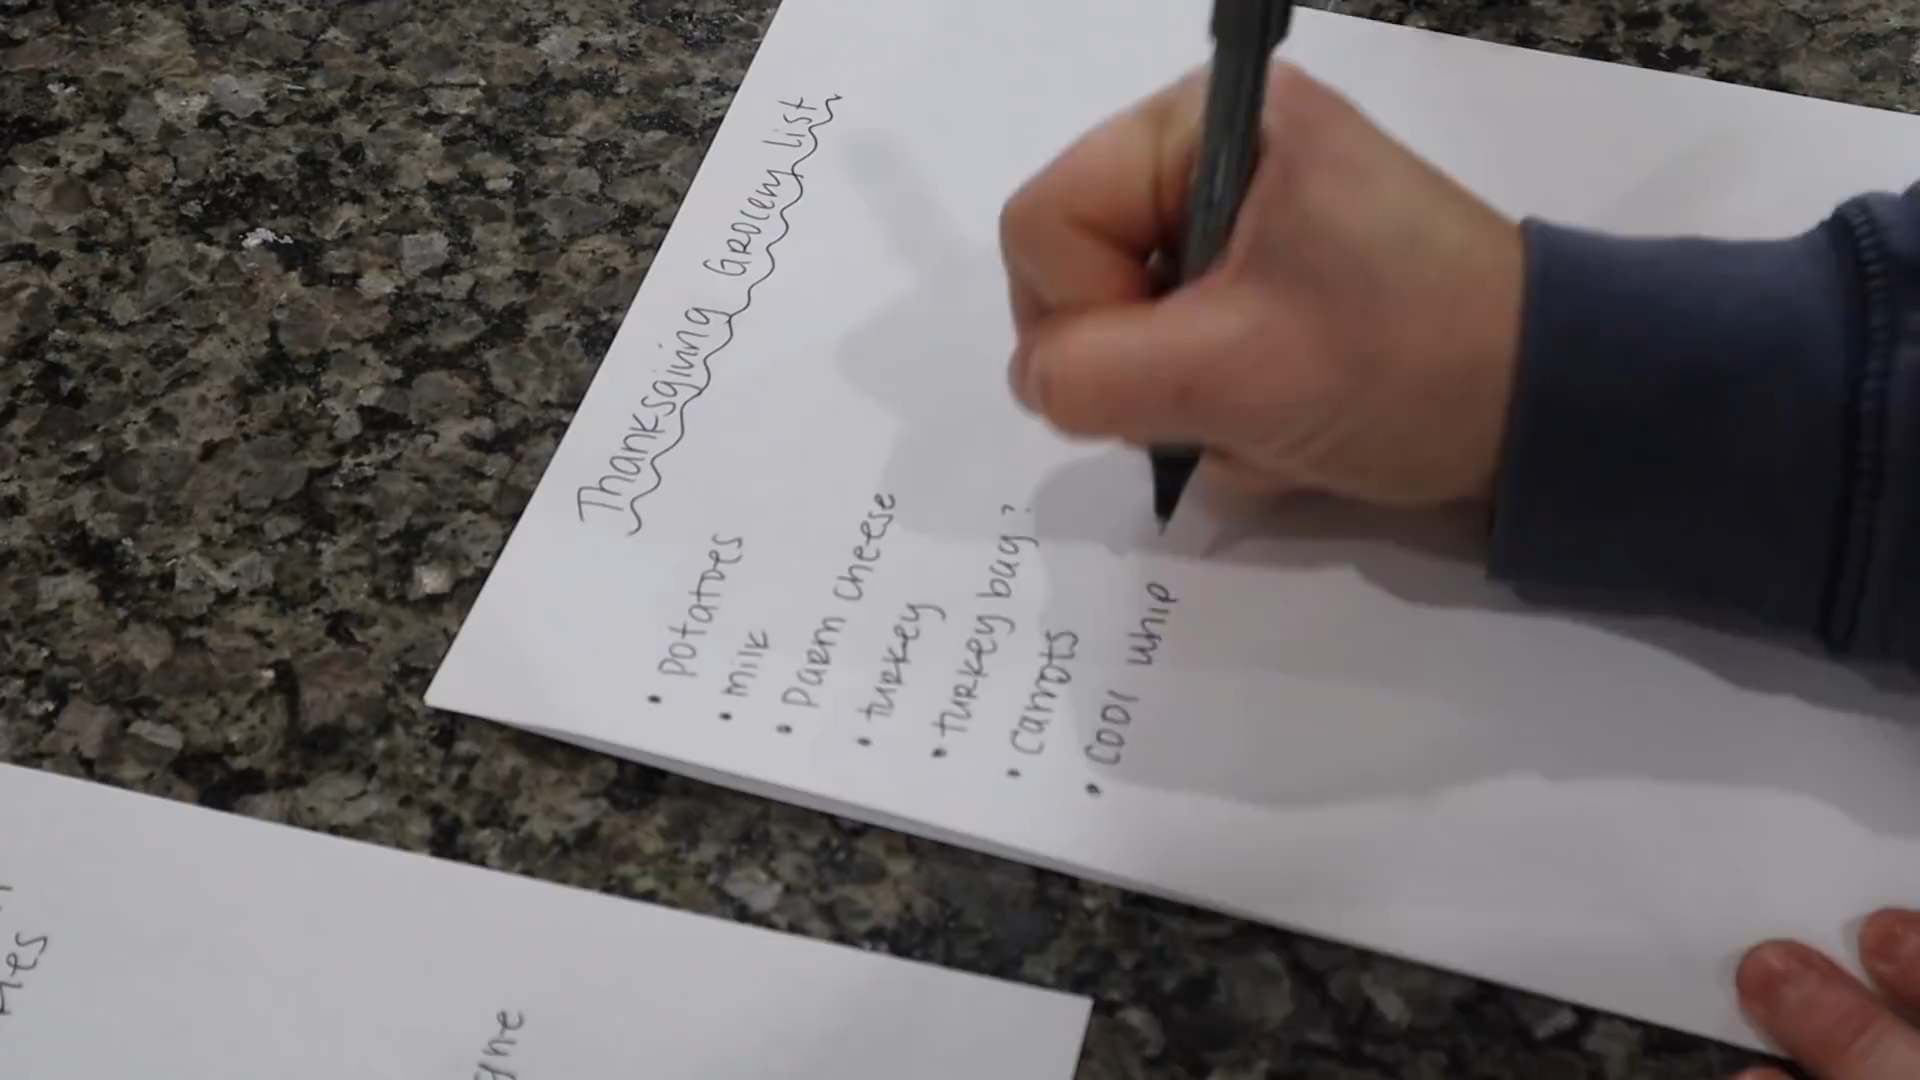 Thanksgiving Grocery List
• potatoes
• milk
• parm cheese
• turkey
• turkey bag?
• carrots
• cool whip